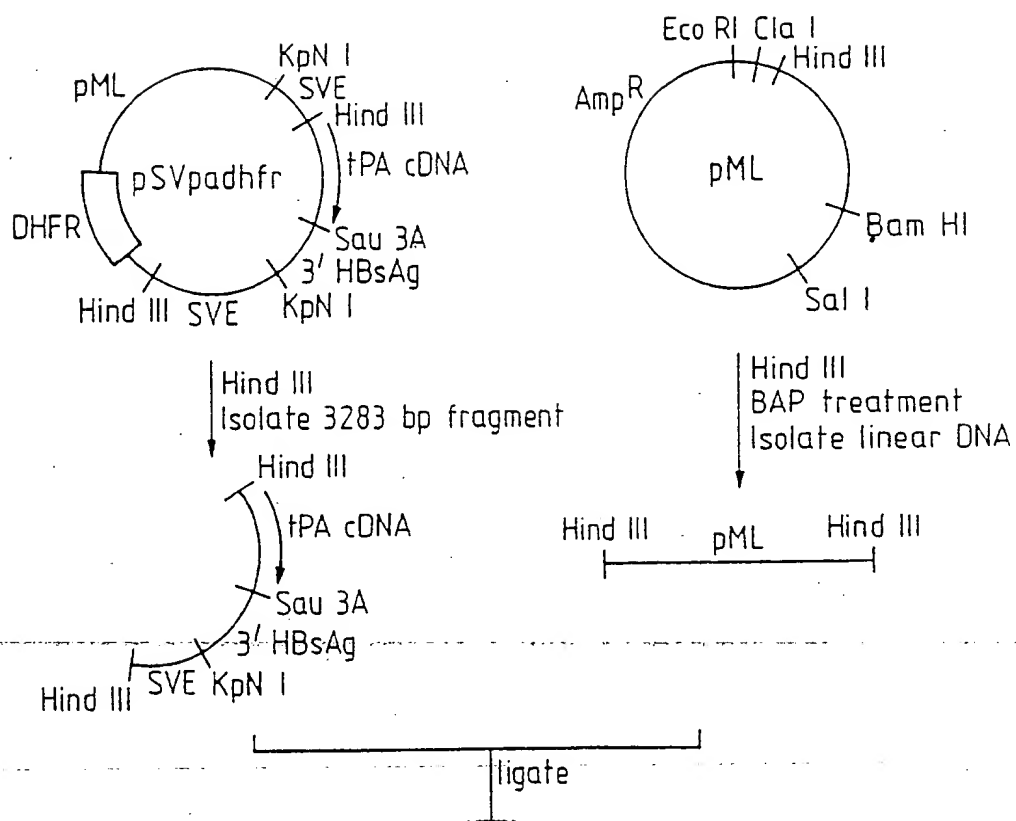 KpN I
SVE
Hind III
tPA cDNA
pML
pSVpadhfr
DHFR
Sau 3A
3' HBsAg
KpN I
SVE
Hind III
Hind III
Isolate 3283 bp fragment
Hind III
tPA cDNA
Sau 3A
3' HBsAg
KpN I
SVE
Hind III
Eco RI Cla I
Hind III
Amp R
pML
Bam HI
Sal I
Hind III
BAP treatment
Isolate linear DNA
Hind III pML Hind III
ligate